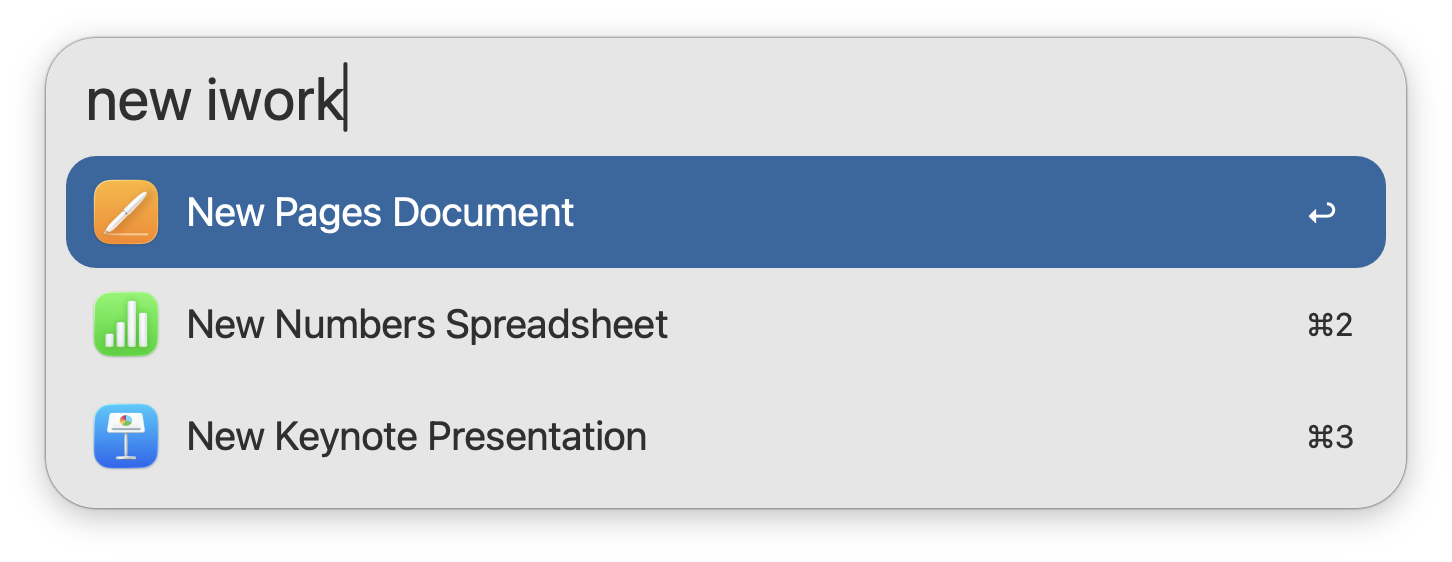 new iwork
New Pages Document ↩
New Numbers Spreadsheet ⌘2
New Keynote Presentation ⌘3